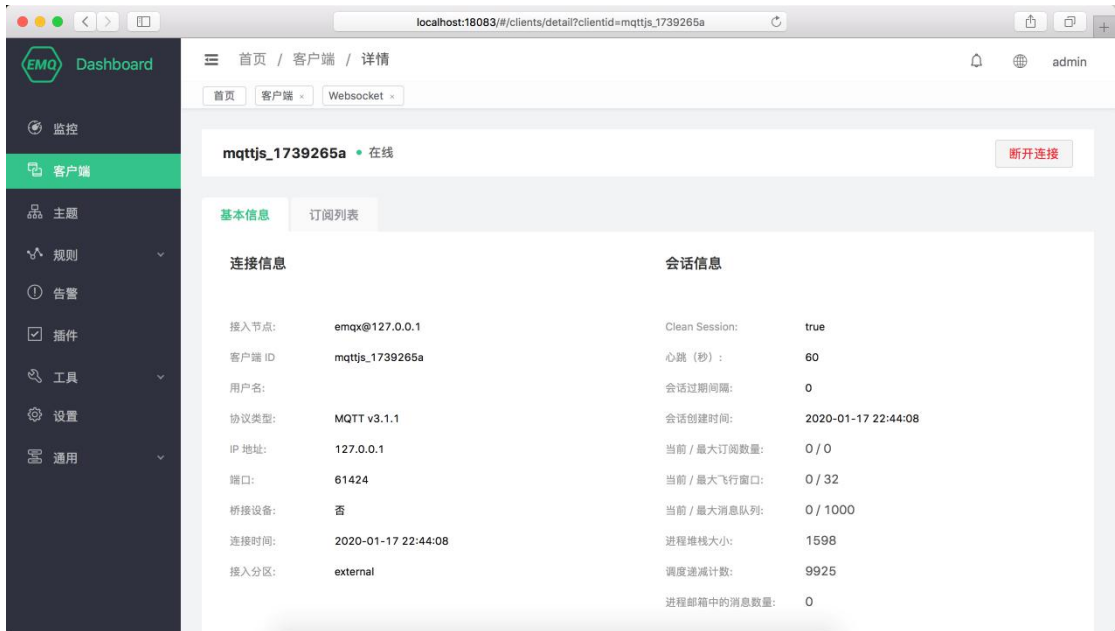 localhost:18083/#/clients/detail?clientid=mqttjs_1739265a
EMQ Dashboard
首页 / 客户端 / 详情
admin
首页 客户端 × Websocket ×
监控
客户端
主题
规则
告警
插件
工具
设置
通用
mqttjs_1739265a 在线
断开连接
基本信息 订阅列表
连接信息
接入节点: emqx@127.0.0.1
客户端 ID mqttjs_1739265a
用户名:
协议类型: MQTT v3.1.1
IP 地址: 127.0.0.1
端口: 61424
桥接设备: 否
连接时间: 2020-01-17 22:44:08
接入分区: external
会话信息
Clean Session: true
心跳（秒）: 60
会话过期间隔: 0
会话创建时间: 2020-01-17 22:44:08
当前 / 最大订阅数量: 0 / 0
当前 / 最大飞行窗口: 0 / 32
当前 / 最大消息队列: 0 / 1000
进程堆栈大小: 1598
调度递减计数: 9925
进程邮箱中的消息数量: 0